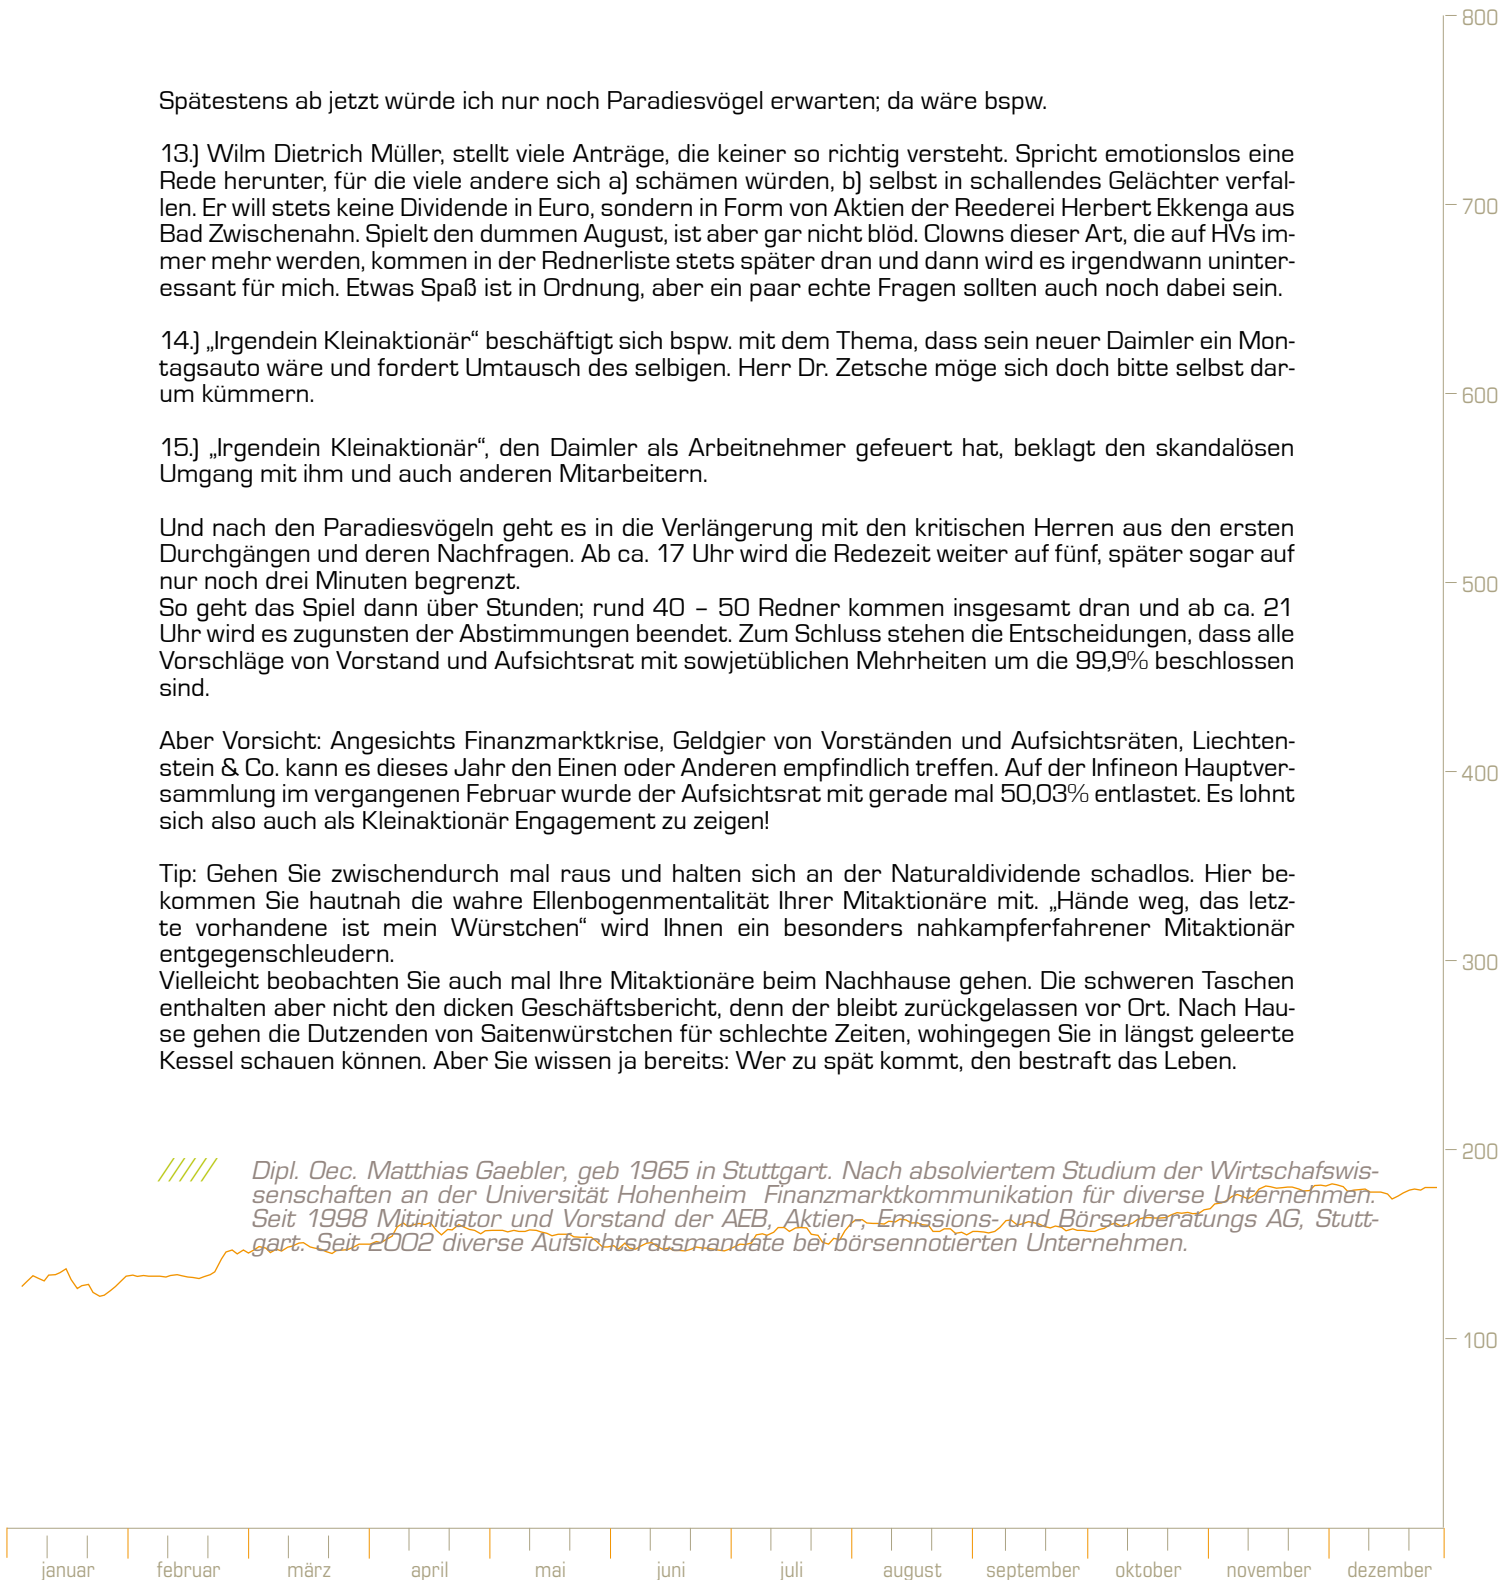 Spätestens ab jetzt würde ich nur noch Paradiesvögel erwarten; da wäre bspw.
13.) Wilm Dietrich Müller, stellt viele Anträge, die keiner so richtig versteht. Spricht emotionslos eine
Rede herunter, für die viele andere sich a) schämen würden, b) selbst in schallendes Gelächter verfal-
len. Er will stets keine Dividende in Euro, sondern in Form von Aktien der Reederei Herbert Ekkenga aus
Bad Zwischenahn. Spielt den dummen August, ist aber gar nicht blöd. Clowns dieser Art, die auf HVs im-
mer mehr werden, kommen in der Rednerliste stets später dran und dann wird es irgendwann uninter-
essant für mich. Etwas Spaß ist in Ordnung, aber ein paar echte Fragen sollten auch noch dabei sein.
14.) „Irgendein Kleinaktionär“ beschäftigt sich bspw. mit dem Thema, dass sein neuer Daimler ein Mon-
tagsauto wäre und fordert Umtausch des selbigen. Herr Dr. Zetsche möge sich doch bitte selbst dar-
um kümmern.
15.) „Irgendein Kleinaktionär“, den Daimler als Arbeitnehmer gefeuert hat, beklagt den skandalösen
Umgang mit ihm und auch anderen Mitarbeitern.
Und nach den Paradiesvögeln geht es in die Verlängerung mit den kritischen Herren aus den ersten
Durchgängen und deren Nachfragen. Ab ca. 17 Uhr wird die Redezeit weiter auf fünf, später sogar auf
nur noch drei Minuten begrenzt.
So geht das Spiel dann über Stunden; rund 40 – 50 Redner kommen insgesamt dran und ab ca. 21
Uhr wird es zugunsten der Abstimmungen beendet. Zum Schluss stehen die Entscheidungen, dass alle
Vorschläge von Vorstand und Aufsichtsrat mit sowjetüblichen Mehrheiten um die 99,9% beschlossen
sind.
Aber Vorsicht: Angesichts Finanzmarktkrise, Geldgier von Vorständen und Aufsichtsräten, Liechten-
stein & Co. kann es dieses Jahr den Einen oder Anderen empfindlich treffen. Auf der Infineon Hauptver-
sammlung im vergangenen Februar wurde der Aufsichtsrat mit gerade mal 50,03% entlastet. Es lohnt
sich also auch als Kleinaktionär Engagement zu zeigen!
Tip: Gehen Sie zwischendurch mal raus und halten sich an der Naturaldividende schadlos. Hier be-
kommen Sie hautnah die wahre Ellenbogenmentalität Ihrer Mitaktionäre mit. „Hände weg, das letz-
te vorhandene ist mein Würstchen“ wird Ihnen ein besonders nahkampferfahrener Mitaktionär
entgegenschleudern.
Vielleicht beobachten Sie auch mal Ihre Mitaktionäre beim Nachhause gehen. Die schweren Taschen
enthalten aber nicht den dicken Geschäftsbericht, denn der bleibt zurückgelassen vor Ort. Nach Hau-
se gehen die Dutzenden von Saitenwürstchen für schlechte Zeiten, wohingegen Sie in längst geleerte
Kessel schauen können. Aber Sie wissen ja bereits: Wer zu spät kommt, den bestraft das Leben.
///// Dipl. Oec. Matthias Gaebler, geb 1965 in Stuttgart. Nach absolviertem Studium der Wirtschafswis-
senschaften an der Universität Hohenheim Finanzmarktkommunikation für diverse Unternehmen.
Seit 1998 Mitinitiator und Vorstand der AEB, Aktien-, Emissions- und Börsenberatungs AG, Stutt-
gart. Seit 2002 diverse Aufsichtsratsmandate bei börsennotierten Unternehmen.
800
700
600
500
400
300
200
100
januar februar märz april mai juni juli august september oktober november dezember